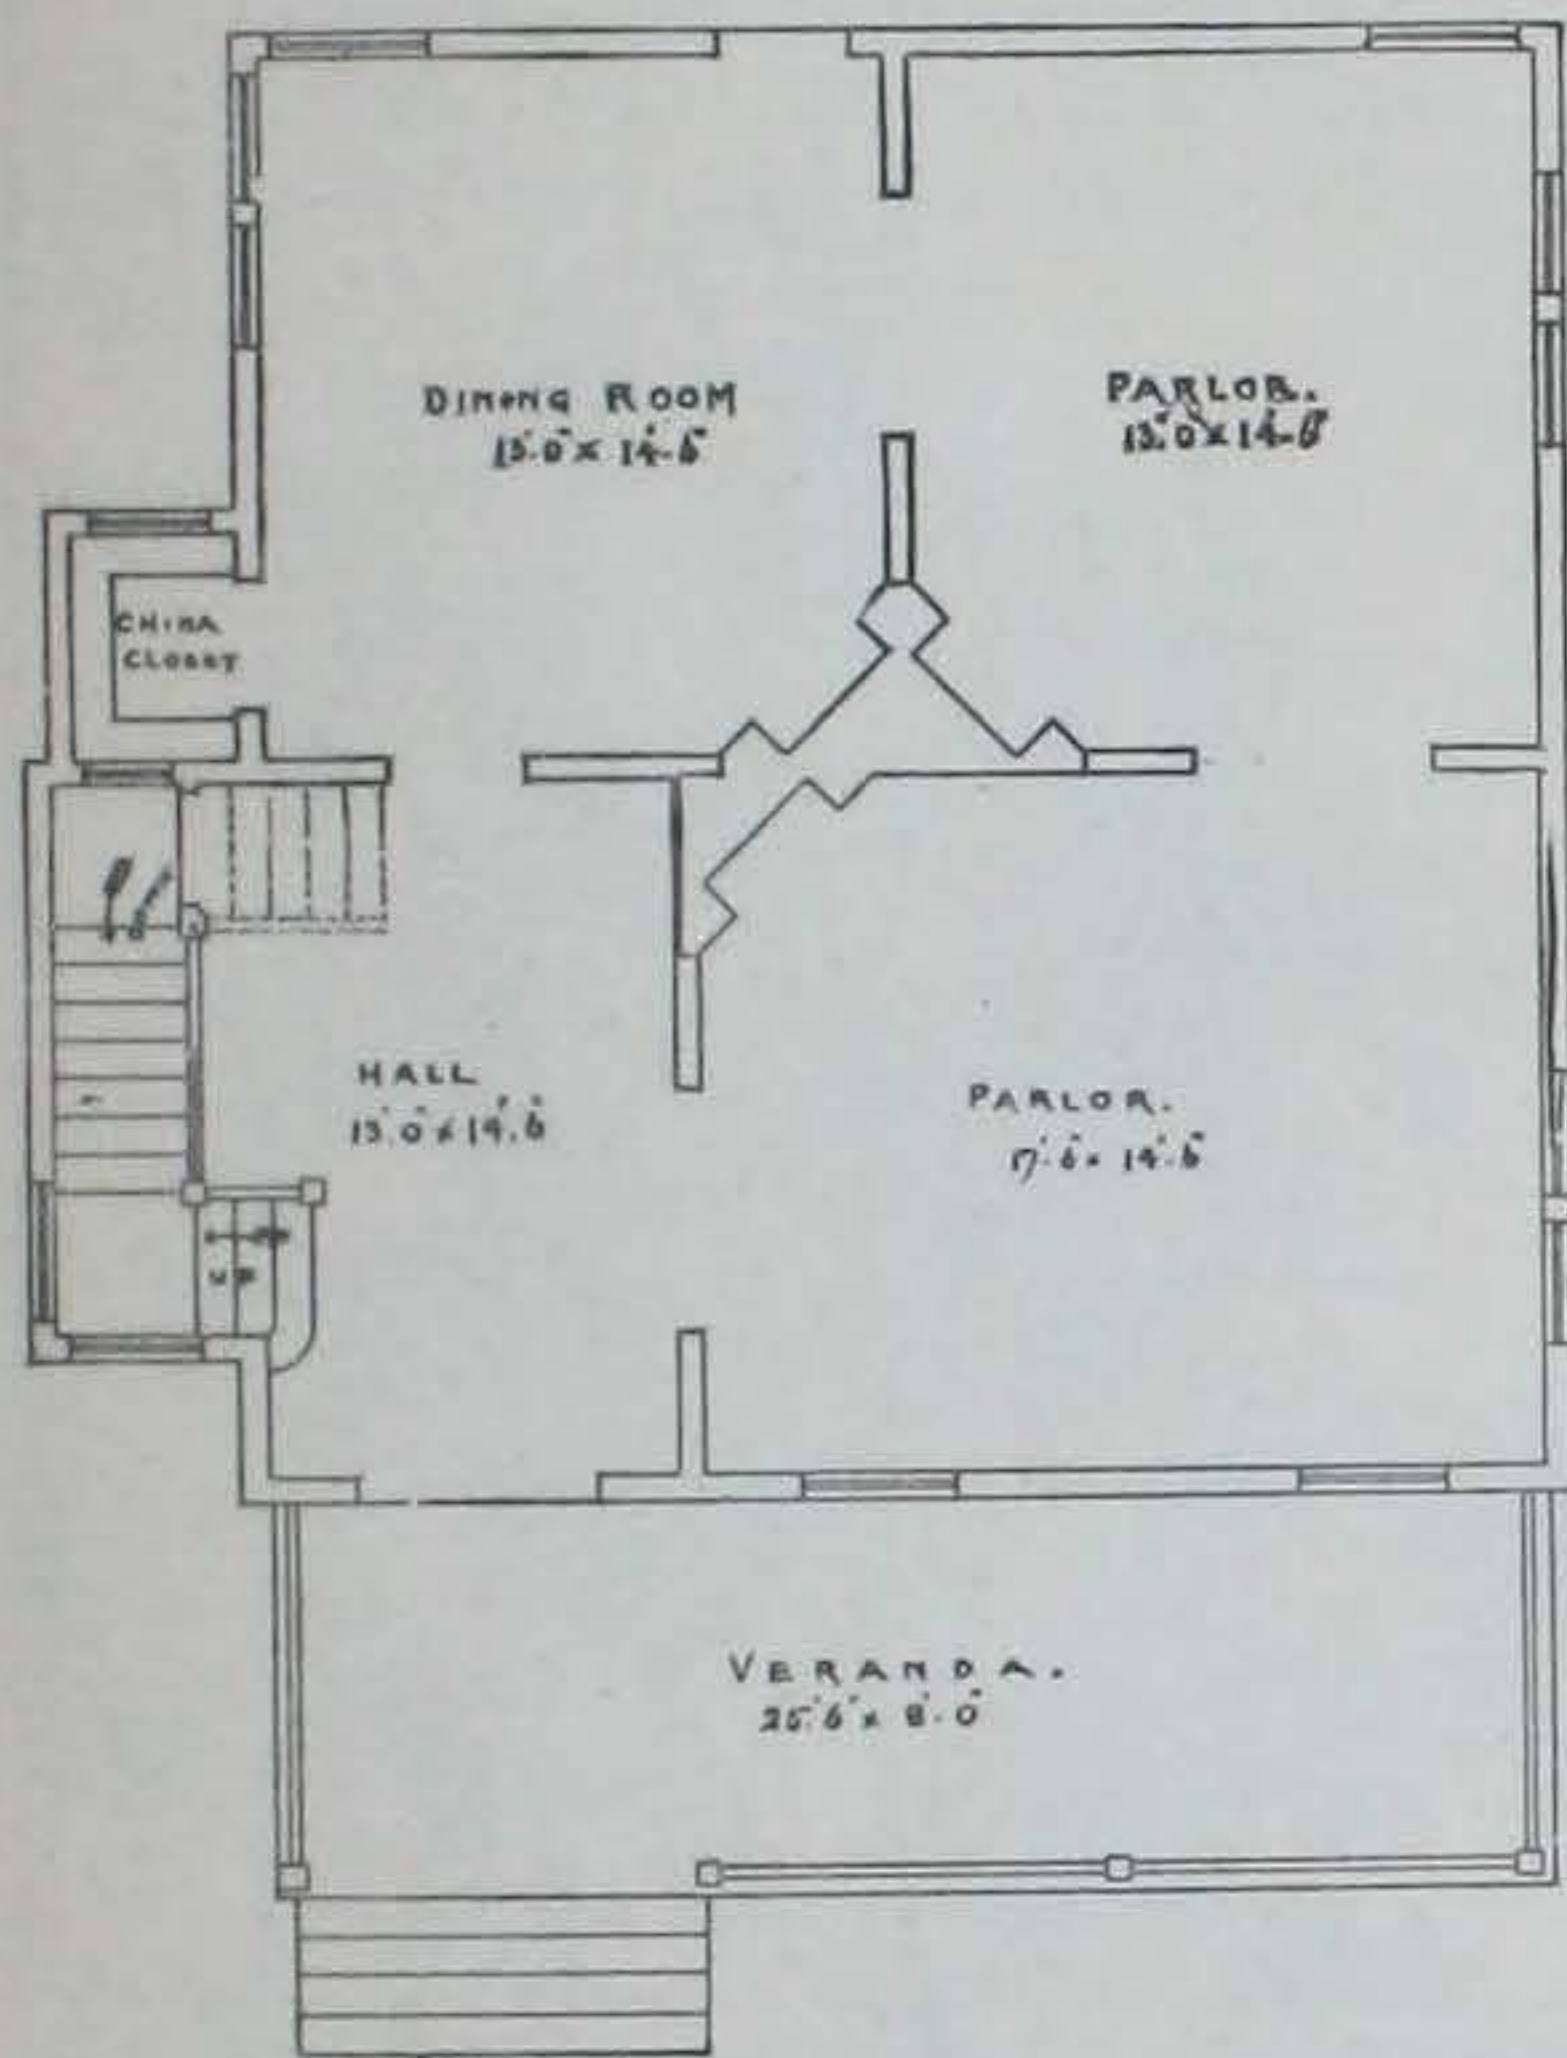 DINING ROOM
13'.0" x 14'.6"
PARLOR.
13'.0" x 14'.6"
CHINA
CLOSET
HALL
13'.0" x 14'.6"
UP
PARLOR.
17'.6" x 14'.6"
VERANDA.
25'.6" x 8'.0"